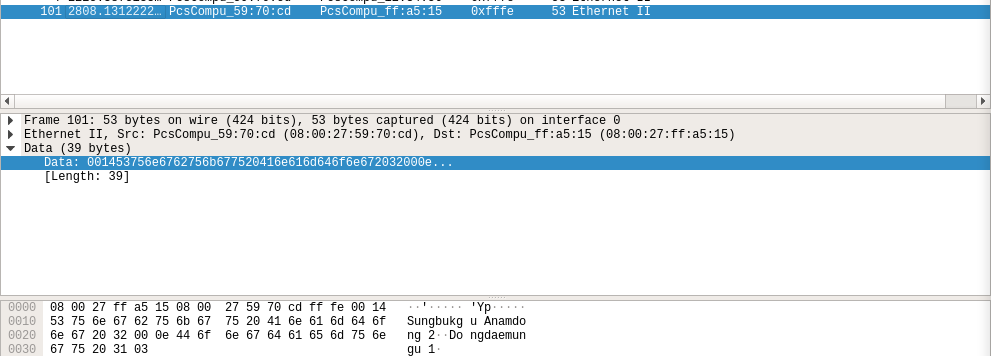 101 2808.1312222… PcsCompu_59:70:cd PcsCompu_ff:a5:15 0xfffe 53 Ethernet II
Frame 101: 53 bytes on wire (424 bits), 53 bytes captured (424 bits) on interface 0
Ethernet II, Src: PcsCompu_59:70:cd (08:00:27:59:70:cd), Dst: PcsCompu_ff:a5:15 (08:00:27:ff:a5:15)
Data (39 bytes)
Data: 001453756e6762756b677520416e616d646f6e672032000e...
[Length: 39]
0000 08 00 27 ff a5 15 08 00 27 59 70 cd ff fe 00 14 ··'····· 'Yp·····
0010 53 75 6e 67 62 75 6b 67 75 20 41 6e 61 6d 64 6f Sungbukg u Anamdo
0020 6e 67 20 32 00 0e 44 6f 6e 67 64 61 65 6d 75 6e ng 2··Do ngdaemun
0030 67 75 20 31 03 gu 1·